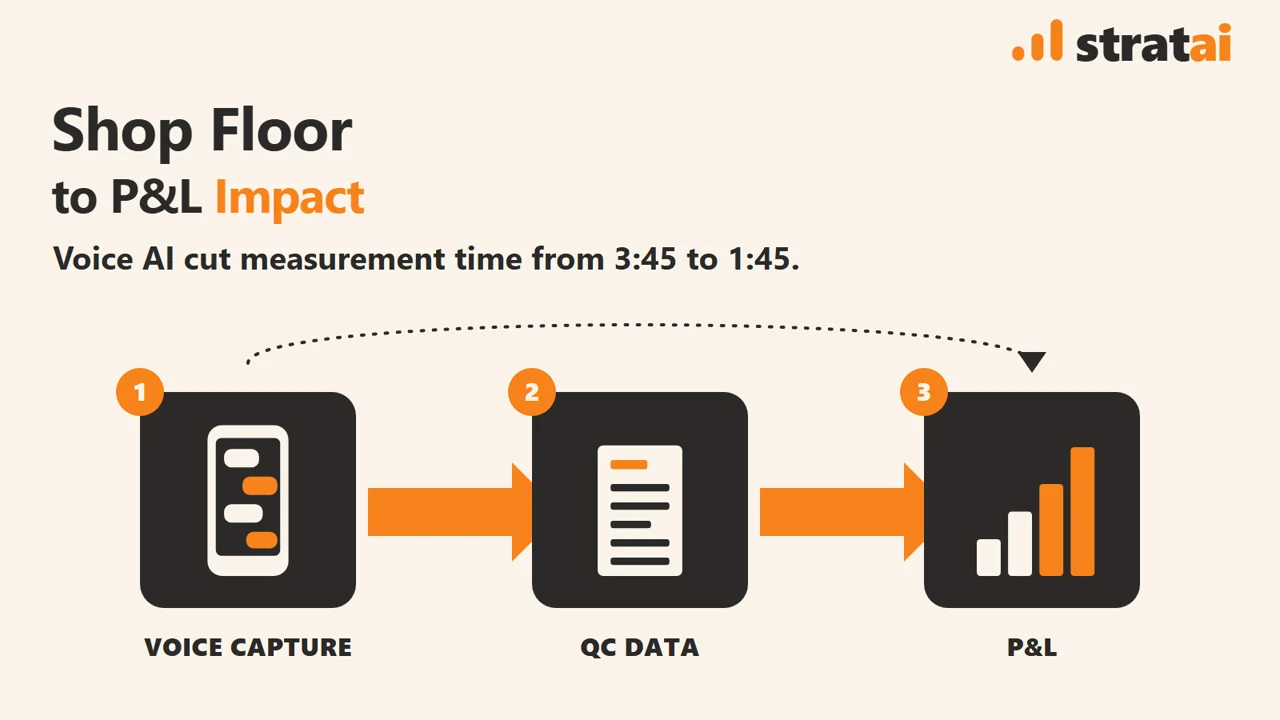 stratai
Shop Floor
to P&L Impact
Voice AI cut measurement time from 3:45 to 1:45.
1
2
3
VOICE CAPTURE
QC DATA
P&L